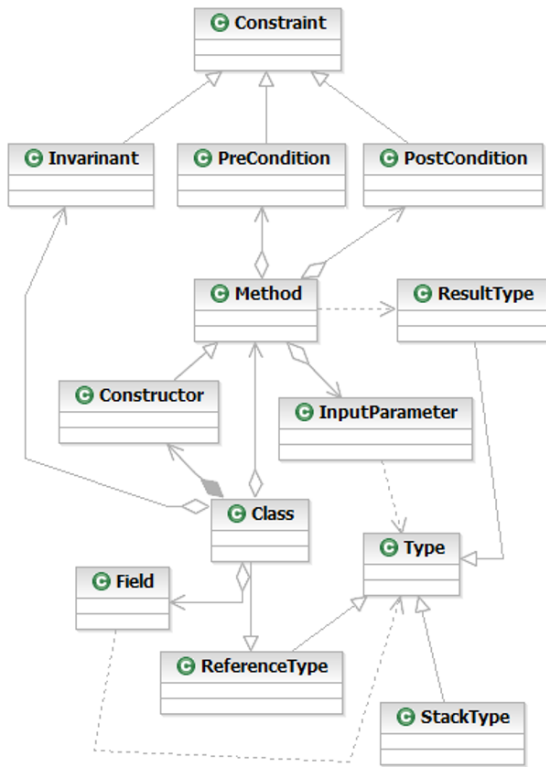 Constraint
Invarinant
PreCondition
PostCondition
Method
ResultType
Constructor
InputParameter
Class
Type
Field
ReferenceType
StackType